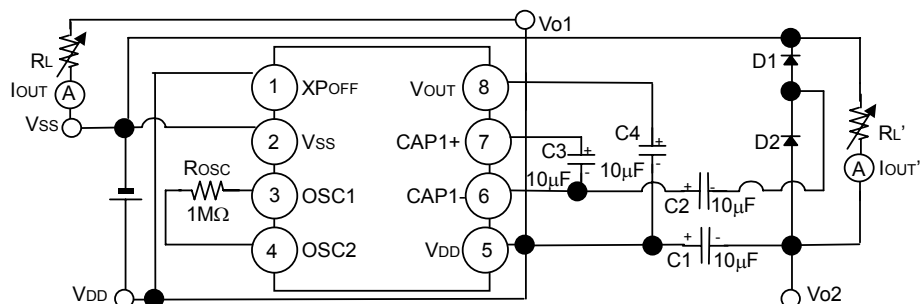 Vo1
RL
IOUT
A
VSS
VDD
1
XPOFF
2
VSS
ROSC
1MΩ
3
OSC1
4
OSC2
VOUT
8
CAP1+
7
CAP1-
6
VDD
5
C3
+
-
10µF
C4
+
-
10µF
+
-
C2
10µF
+
-
C1
10µF
D1
D2
RL'
A
IOUT'
Vo2